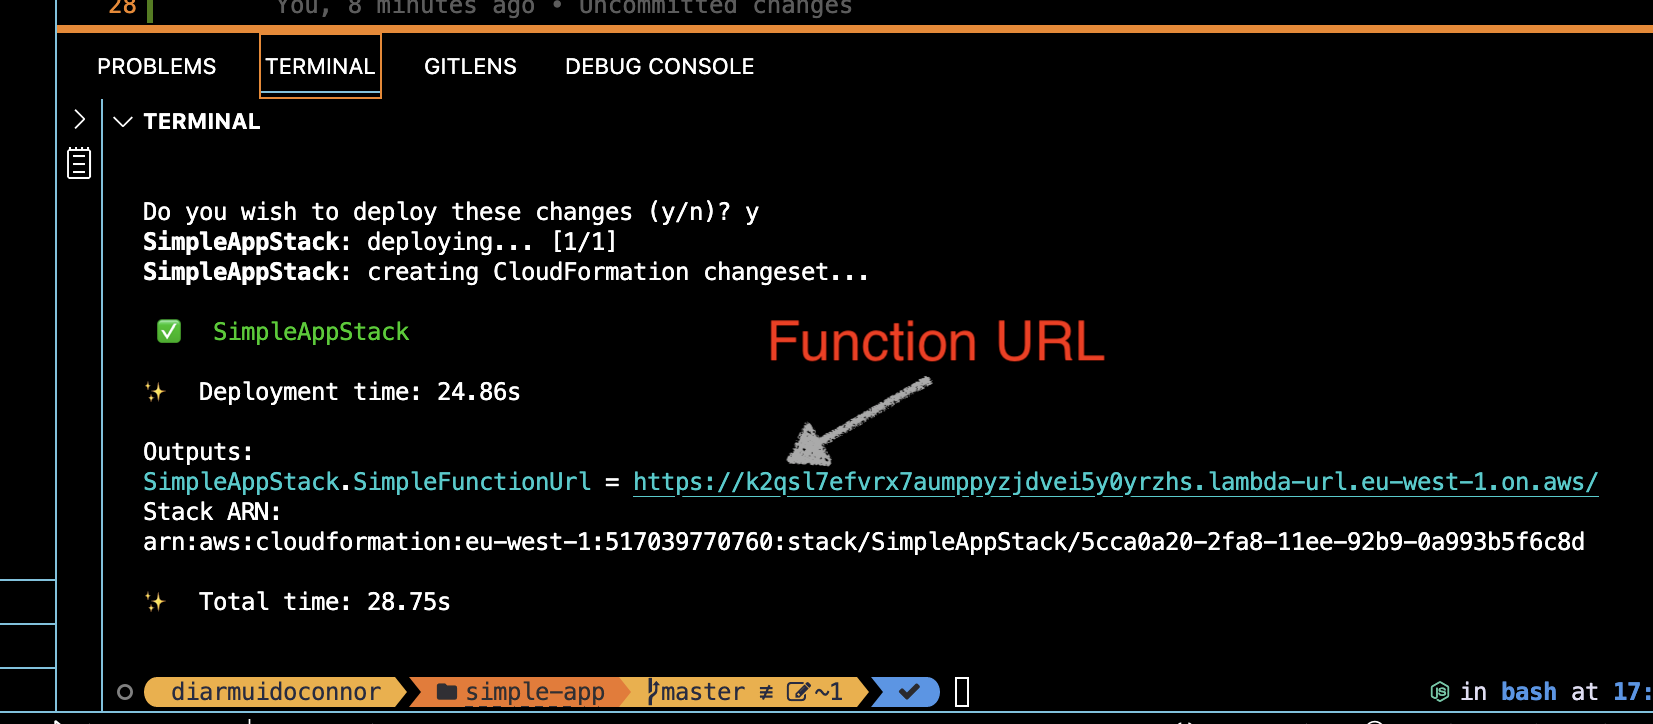 28 You, 8 minutes ago • Uncommitted changes
PROBLEMS TERMINAL GITLENS DEBUG CONSOLE
TERMINAL
Do you wish to deploy these changes (y/n)? y
SimpleAppStack: deploying... [1/1]
SimpleAppStack: creating CloudFormation changeset...
✅ SimpleAppStack
Function URL
✨ Deployment time: 24.86s
Outputs:
SimpleAppStack.SimpleFunctionUrl = https://k2qsl7efvrx7aumppyzjdvei5y0yrzhs.lambda-url.eu-west-1.on.aws/
Stack ARN:
arn:aws:cloudformation:eu-west-1:517039770760:stack/SimpleAppStack/5cca0a20-2fa8-11ee-92b9-0a993b5f6c8d
✨ Total time: 28.75s
diarmuidoconnor simple-app master ≢ ~1 ✔ in bash at 17: